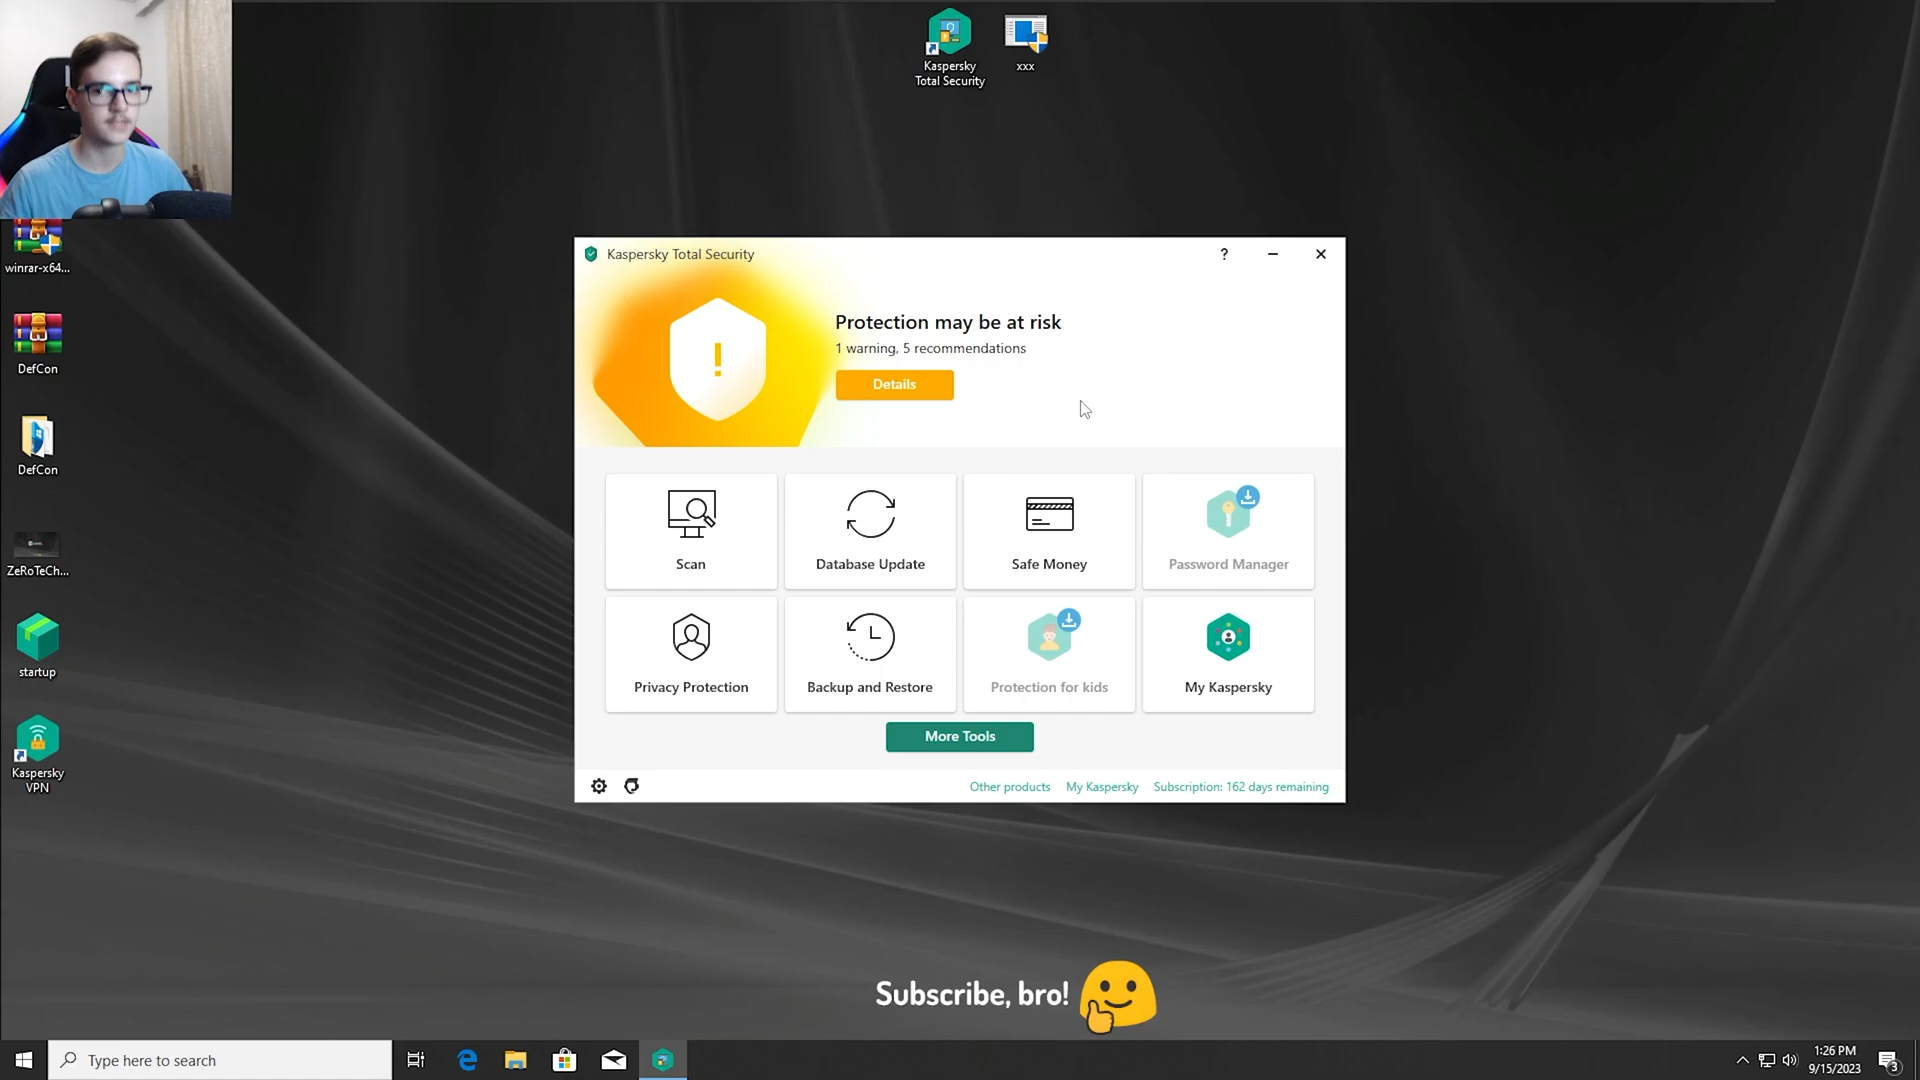 Kaspersky
Total Security
xxx
winrar-x64...
DefCon
DefCon
ZeRoTeCh...
startup
Kaspersky
VPN
Kaspersky Total Security
?
Protection may be at risk
1 warning, 5 recommendations
Details
Scan
Database Update
Safe Money
Password Manager
Privacy Protection
Backup and Restore
Protection for kids
My Kaspersky
More Tools
Other products My Kaspersky Subscription: 162 days remaining
Subscribe, bro!
Type here to search
1:26 PM
9/15/2023
3